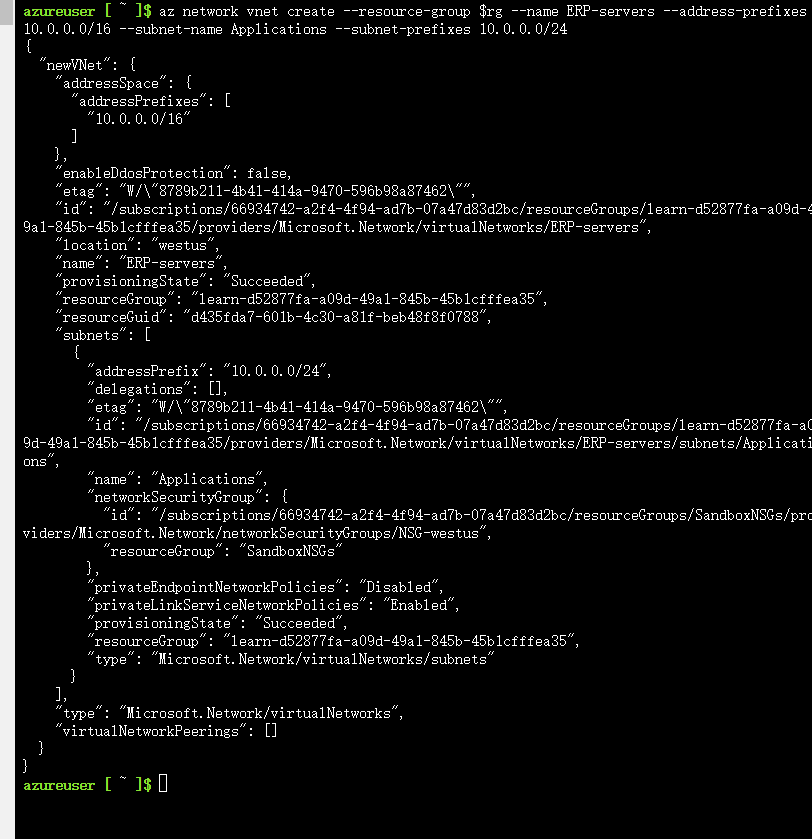 azureuser [ ~ ]$ az network vnet create --resource-group $rg --name ERP-servers --address-prefixes
10.0.0.0/16 --subnet-name Applications --subnet-prefixes 10.0.0.0/24
{
  "newVNet": {
    "addressSpace": {
      "addressPrefixes": [
        "10.0.0.0/16"
      ]
    },
    "enableDdosProtection": false,
    "etag": "W/\"8789b211-4b41-414a-9470-596b98a87462\"",
    "id": "/subscriptions/66934742-a2f4-4f94-ad7b-07a47d83d2bc/resourceGroups/learn-d52877fa-a09d-4
9a1-845b-45b1cfffea35/providers/Microsoft.Network/virtualNetworks/ERP-servers",
    "location": "westus",
    "name": "ERP-servers",
    "provisioningState": "Succeeded",
    "resourceGroup": "learn-d52877fa-a09d-49a1-845b-45b1cfffea35",
    "resourceGuid": "d435fda7-601b-4c30-a81f-beb48f8f0788",
    "subnets": [
      {
        "addressPrefix": "10.0.0.0/24",
        "delegations": [],
        "etag": "W/\"8789b211-4b41-414a-9470-596b98a87462\"",
        "id": "/subscriptions/66934742-a2f4-4f94-ad7b-07a47d83d2bc/resourceGroups/learn-d52877fa-a0
9d-49a1-845b-45b1cfffea35/providers/Microsoft.Network/virtualNetworks/ERP-servers/subnets/Applicati
ons",
        "name": "Applications",
        "networkSecurityGroup": {
          "id": "/subscriptions/66934742-a2f4-4f94-ad7b-07a47d83d2bc/resourceGroups/SandboxNSGs/pro
viders/Microsoft.Network/networkSecurityGroups/NSG-westus",
          "resourceGroup": "SandboxNSGs"
        },
        "privateEndpointNetworkPolicies": "Disabled",
        "privateLinkServiceNetworkPolicies": "Enabled",
        "provisioningState": "Succeeded",
        "resourceGroup": "learn-d52877fa-a09d-49a1-845b-45b1cfffea35",
        "type": "Microsoft.Network/virtualNetworks/subnets"
      }
    ],
    "type": "Microsoft.Network/virtualNetworks",
    "virtualNetworkPeerings": []
  }
}
azureuser [ ~ ]$